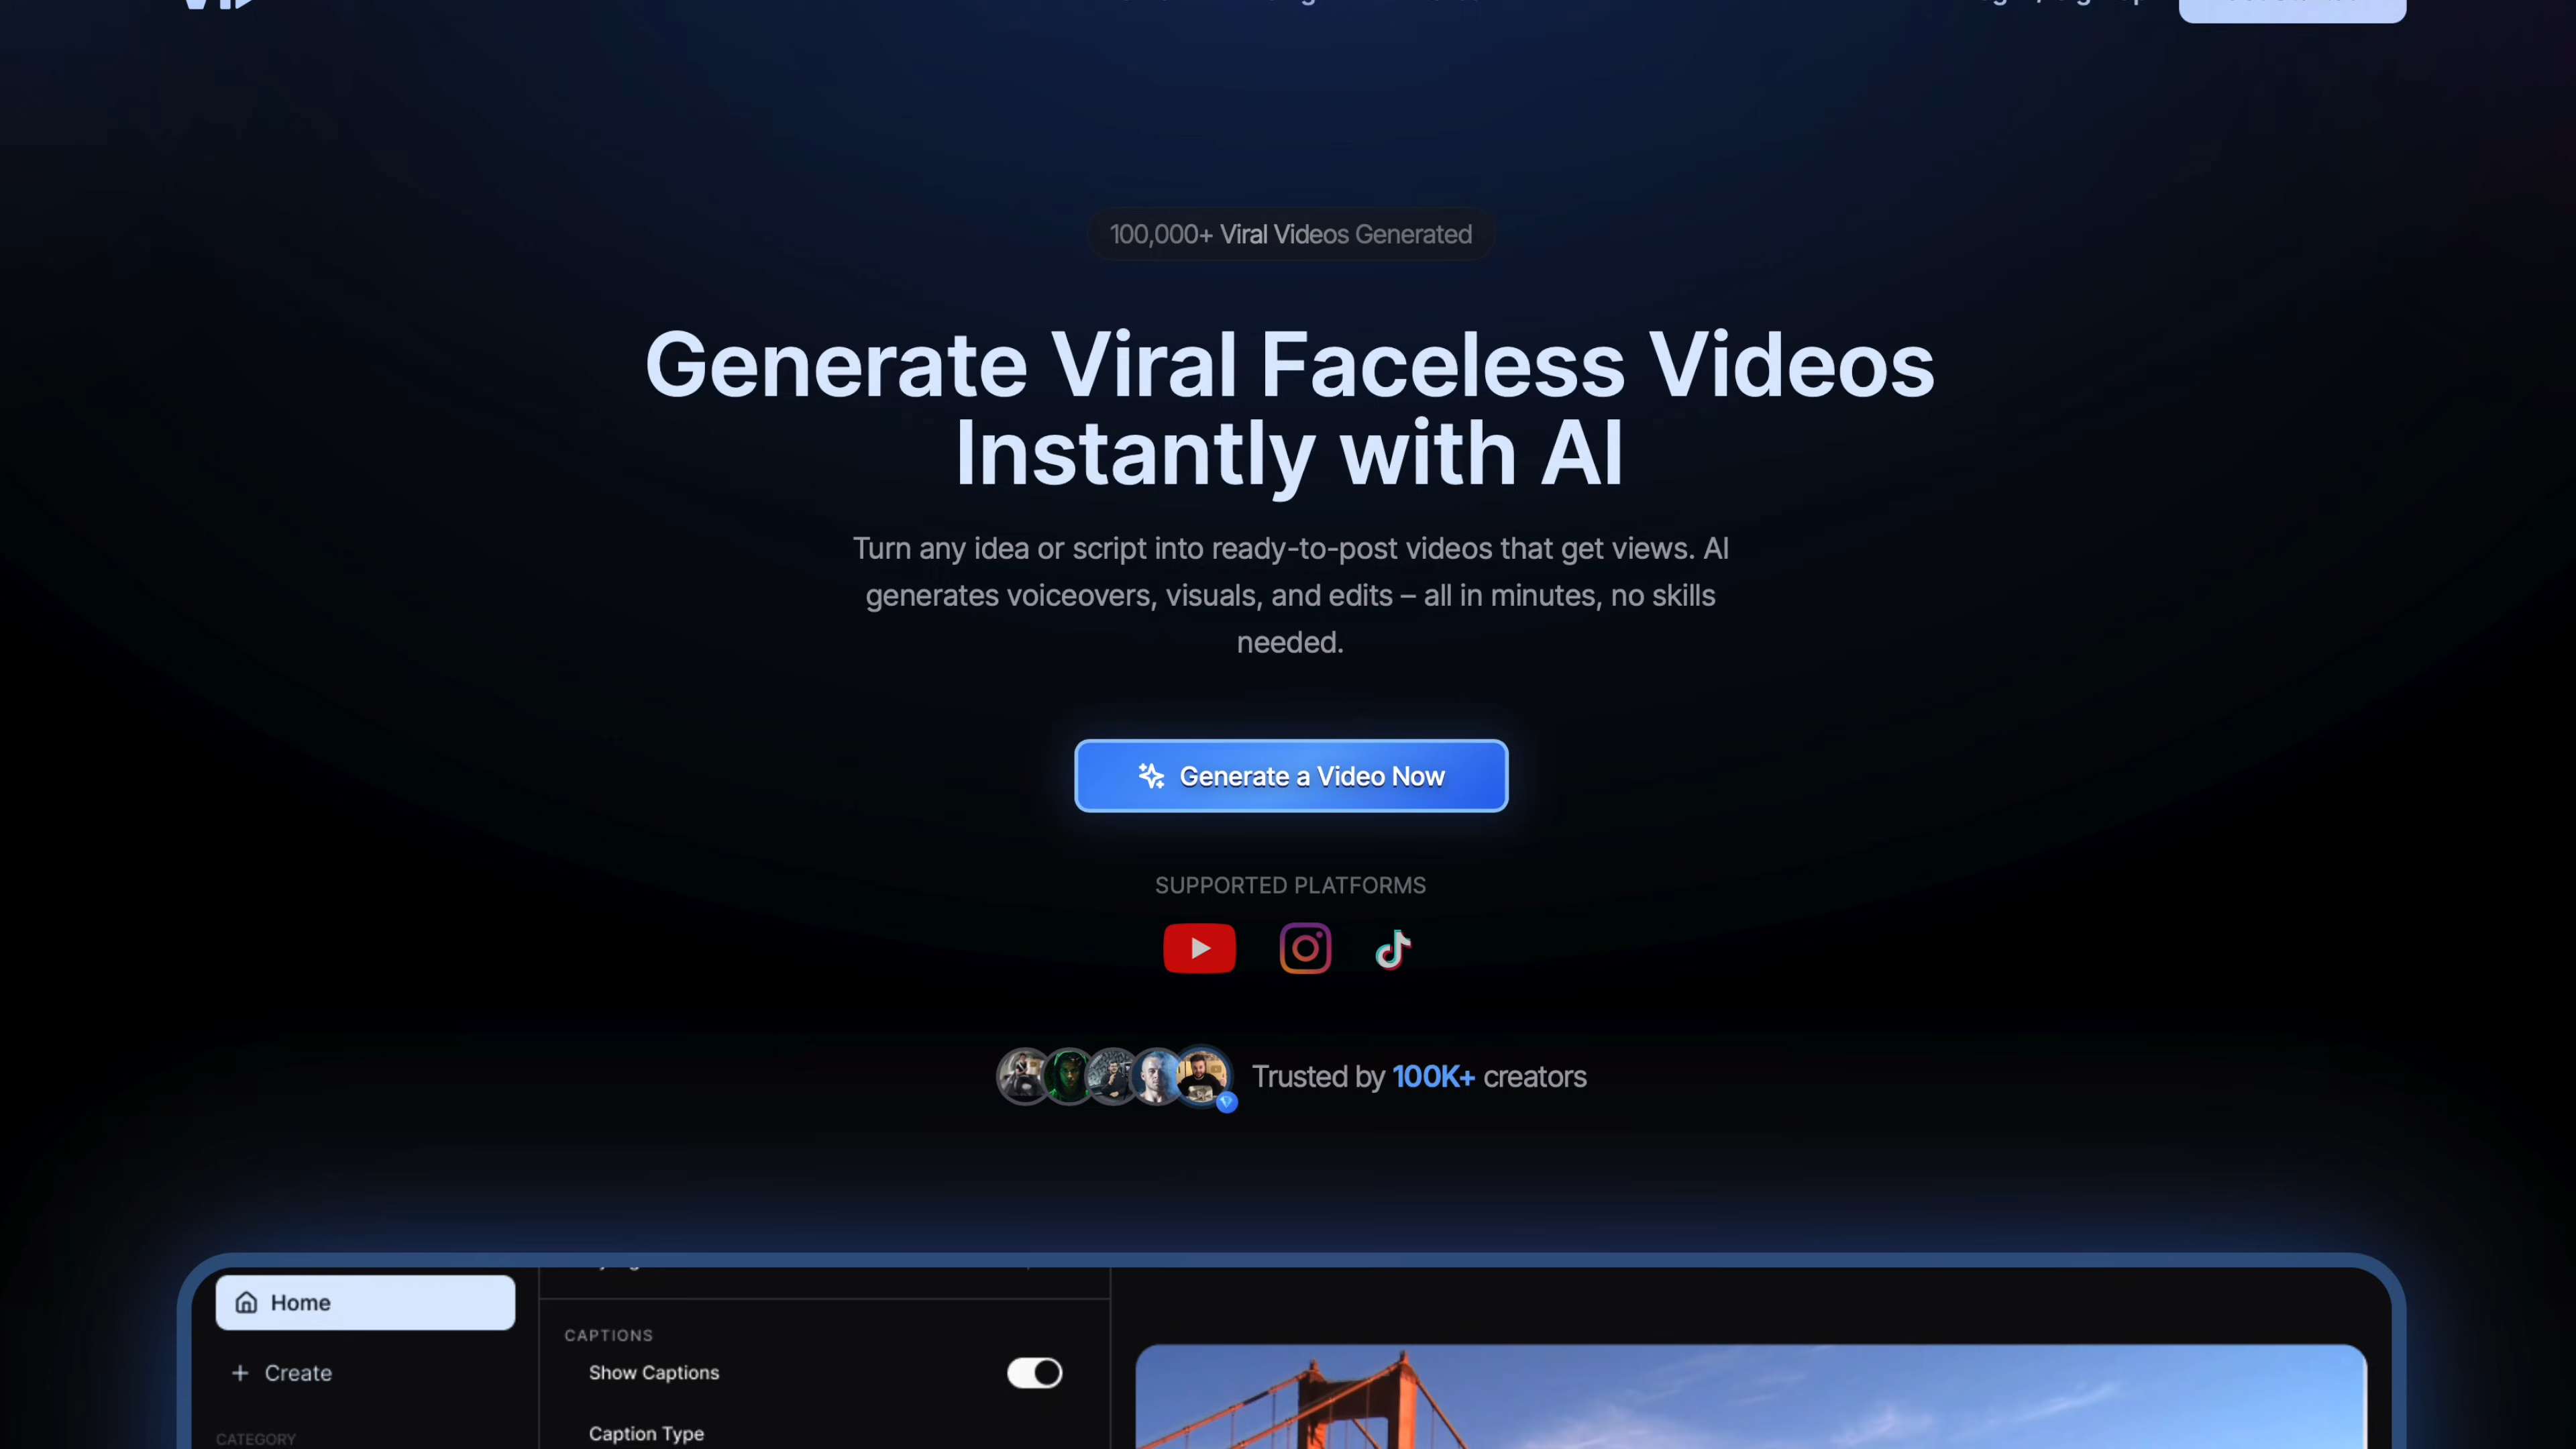 100,000+ Viral Videos Generated
Generate Viral Faceless Videos
Instantly with AI
Turn any idea or script into ready-to-post videos that get views. AI
generates voiceovers, visuals, and edits – all in minutes, no skills
needed.
Generate a Video Now
SUPPORTED PLATFORMS
Trusted by 100K+ creators
Home
Create
CATEGORY
CAPTIONS
Show Captions
Caption Type